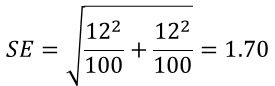 SE = √(12²/100 + 12²/100) = 1.70